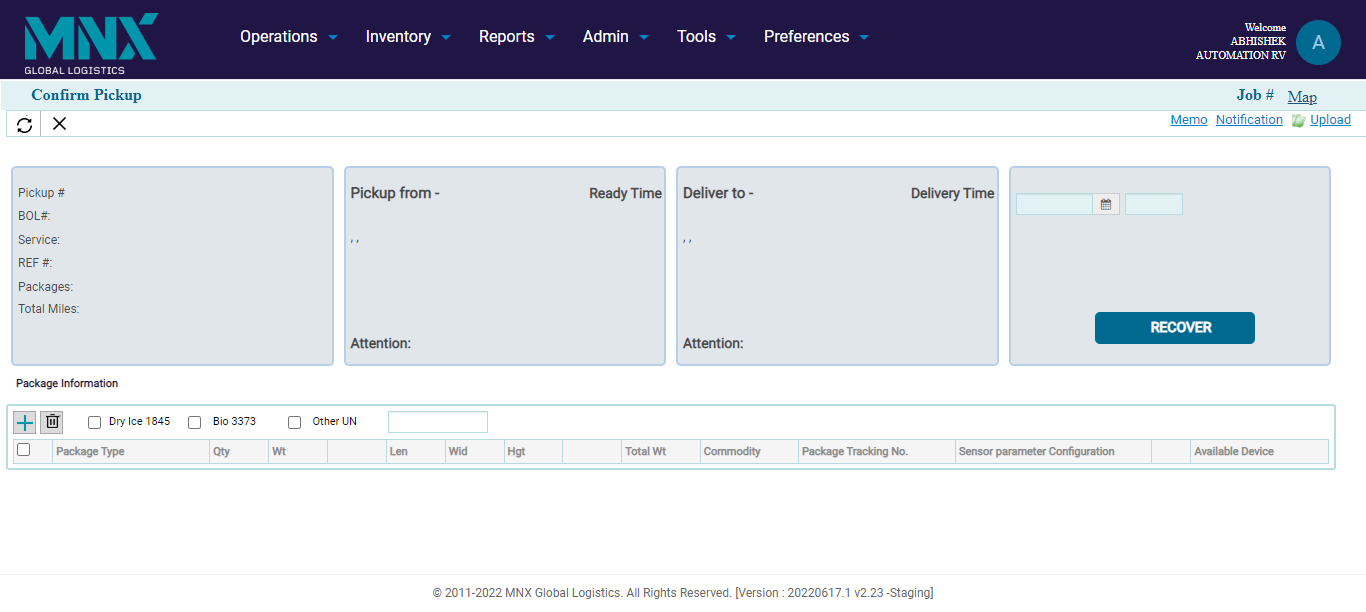 MNX
GLOBAL LOGISTICS
Operations Inventory Reports Admin Tools Preferences
Welcome
ABHISHEK
AUTOMATION RV
A
Confirm Pickup
Job # Map
Memo Notification Upload
Pickup #
BOL#:
Service:
REF #:
Packages:
Total Miles:
Pickup from - Ready Time
, ,
Attention:
Deliver to - Delivery Time
, ,
Attention:
RECOVER
Package Information
Dry Ice 1845 Bio 3373 Other UN
Package Type Qty Wt Len Wid Hgt Total Wt Commodity Package Tracking No. Sensor parameter Configuration Available Device
© 2011-2022 MNX Global Logistics. All Rights Reserved. [Version : 20220617.1 v2.23 -Staging]